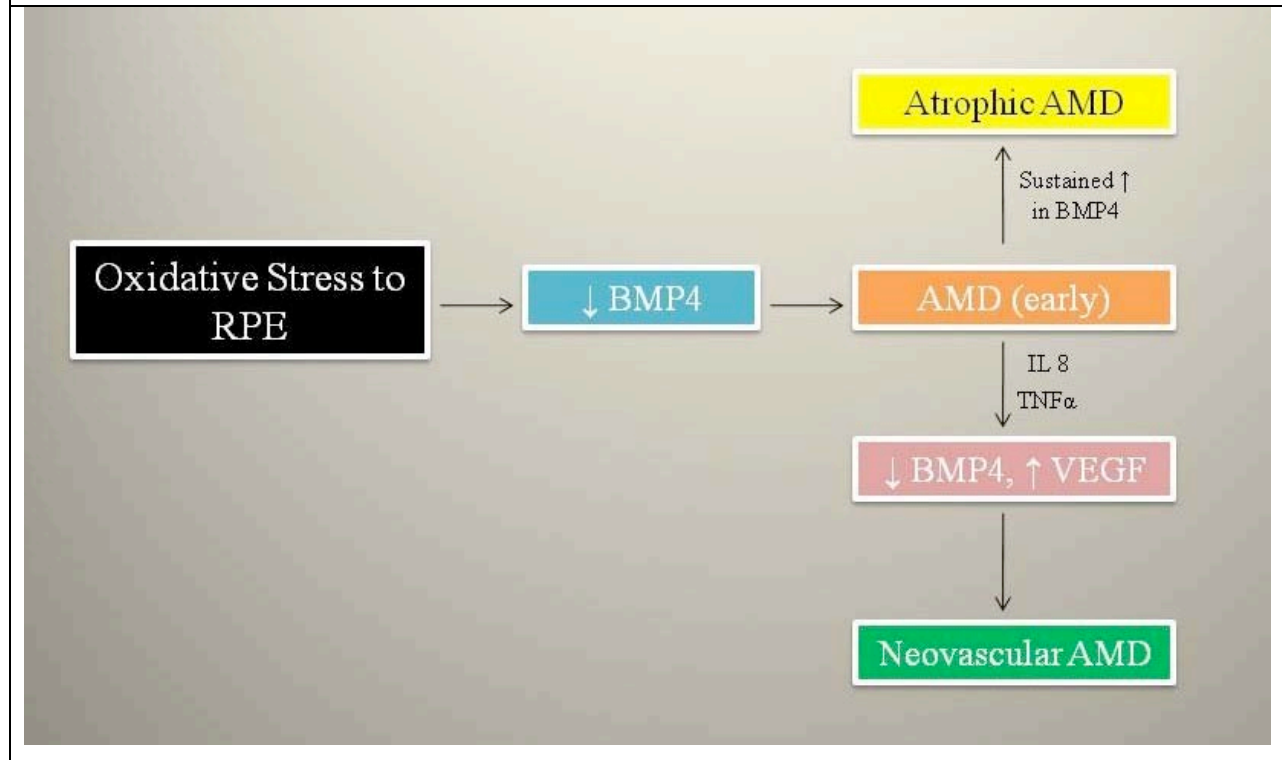 Atrophic AMD
Sustained ↑
in BMP4
Oxidative Stress to
RPE
↓ BMP4
AMD (early)
IL 8
TNFα
↓ BMP4, ↑ VEGF
Neovascular AMD